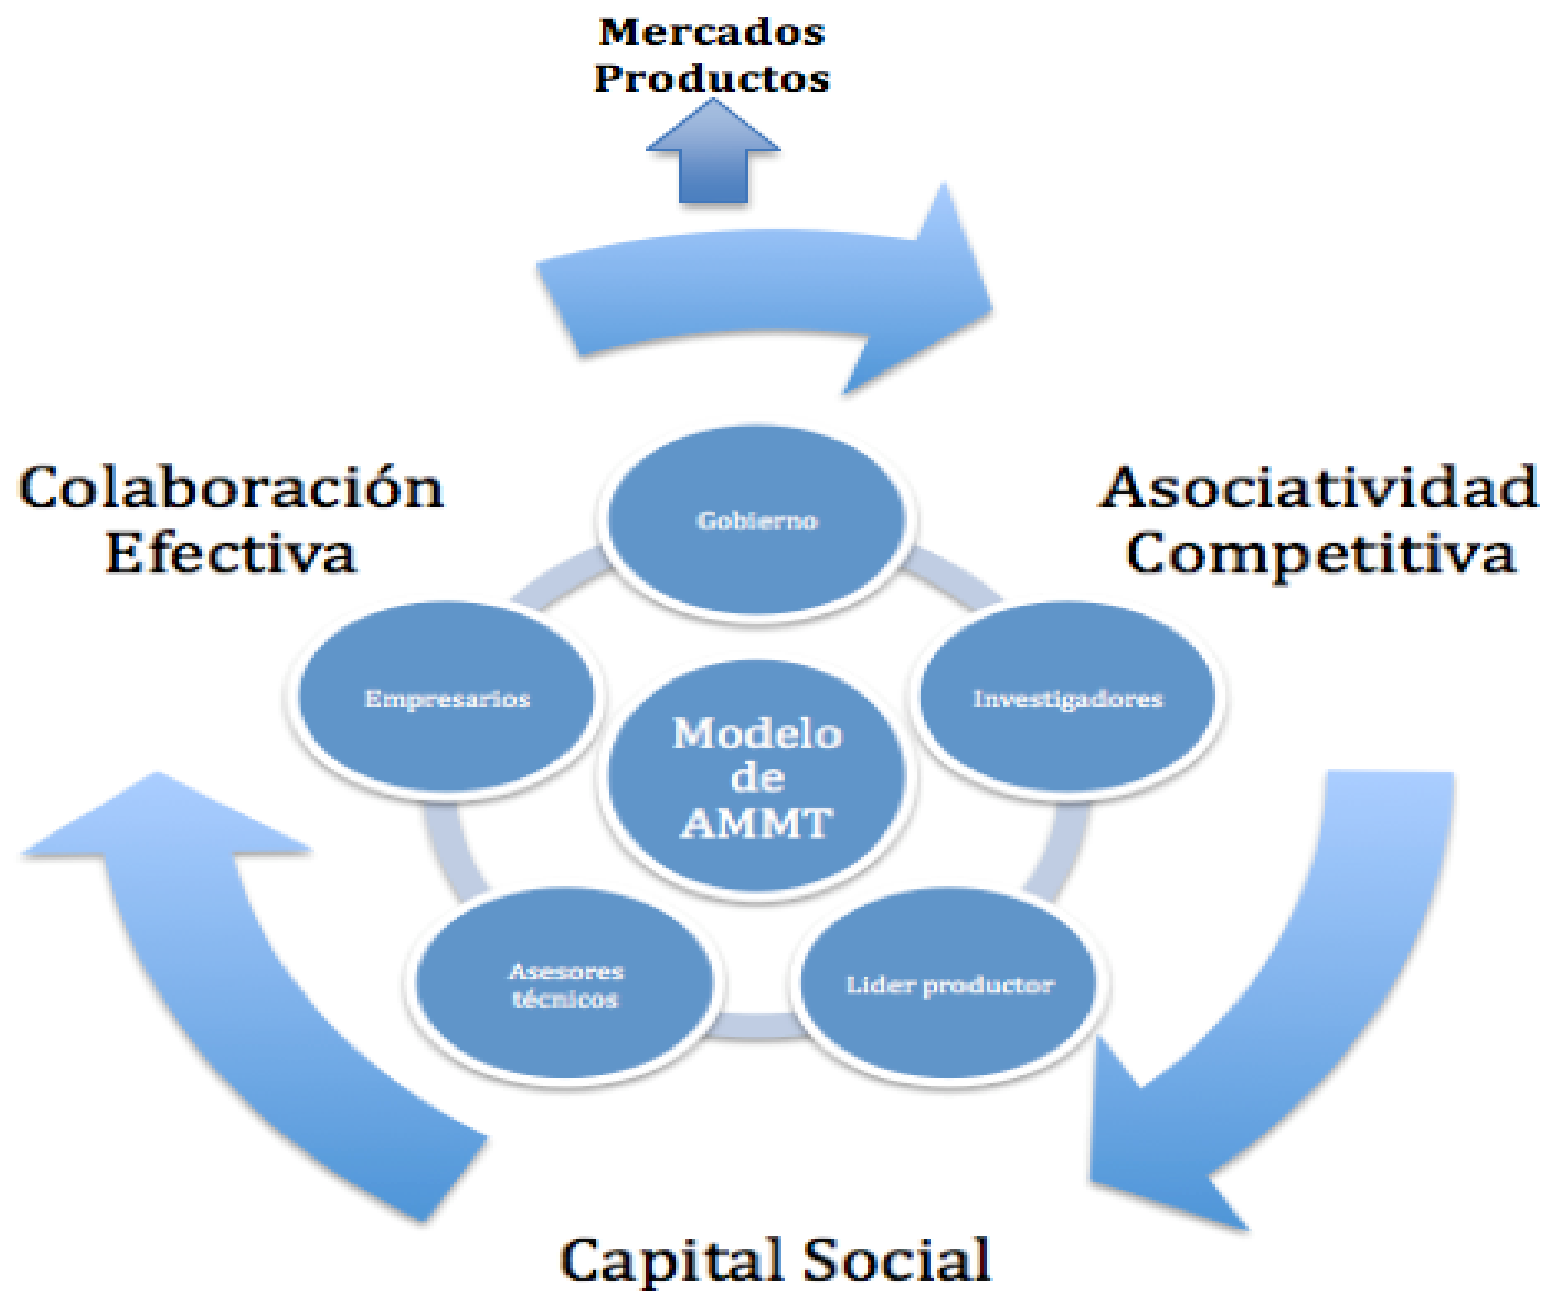 Mercados
Productos
Colaboración
Efectiva
Asociatividad
Competitiva
Gobierno
Empresarios
Investigadores
Modelo
de
AMMT
Asesores
técnicos
Lider productor
Capital Social